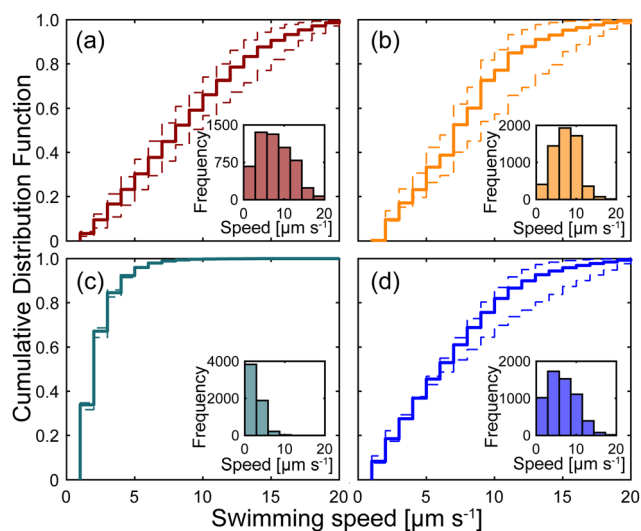 Cumulative Distribution Function
(a)
1.0
0.8
0.6
0.4
0.2
0
Frequency
1500
750
0
0 10 20
Speed [µm s⁻¹]
(b)
Frequency
2000
1000
0
0 10 20
Speed [µm s⁻¹]
(c)
1.0
0.8
0.6
0.4
0.2
0 5 10 15 20
Frequency
4000
2000
0
0 10 20
Speed [µm s⁻¹]
(d)
5 10 15 20
Frequency
2000
1000
0
0 10 20
Speed [µm s⁻¹]
Swimming speed [µm s⁻¹]